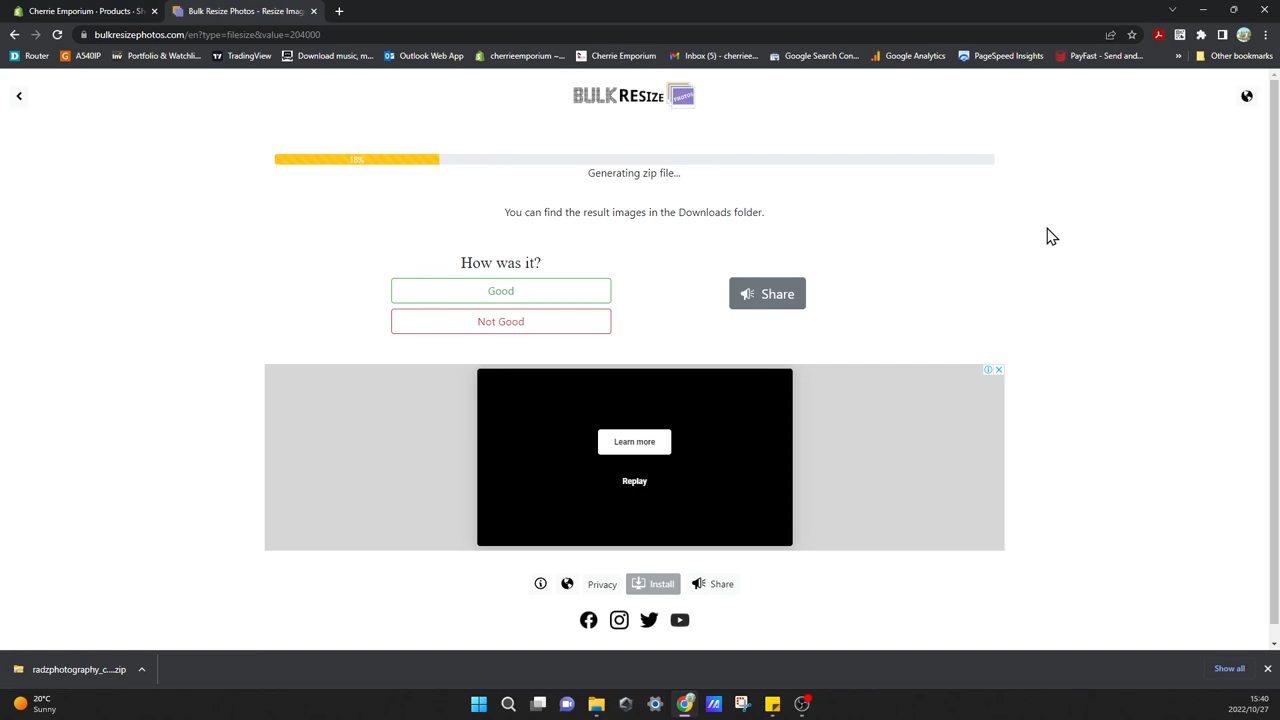 Cherrie Emporium - Products - Sh
Bulk Resize Photos - Resize Imag
bulkresizephotos.com/en?type=filesize&value=204000
Router
A540IP
Portfolio & Watchli...
TradingView
Download music, m...
Outlook Web App
cherrieemporium ~...
Cherrie Emporium
Inbox (5) - cherriee...
Google Search Con...
Google Analytics
PageSpeed Insights
PayFast - Send and...
Other bookmarks
BULK RESIZE PHOTOS
18%
Generating zip file...
You can find the result images in the Downloads folder.
How was it?
Good
Not Good
Share
Learn more
Replay
Privacy
Install
Share
radzphotography_c....zip
Show all
20°C
Sunny
15:40
2022/10/27